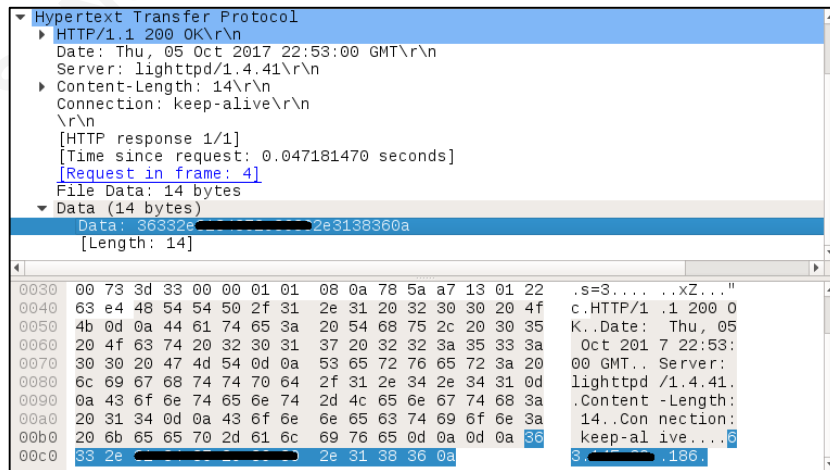 Hypertext Transfer Protocol
HTTP/1.1 200 OK\r\n
Date: Thu, 05 Oct 2017 22:53:00 GMT\r\n
Server: lighttpd/1.4.41\r\n
Content-Length: 14\r\n
Connection: keep-alive\r\n
\r\n
[HTTP response 1/1]
[Time since request: 0.047181470 seconds]
[Request in frame: 4]
File Data: 14 bytes
Data (14 bytes)
Data: 36332e 2e3138360a
[Length: 14]
0030 00 73 3d 33 00 00 01 01 08 0a 78 5a a7 13 01 22 .s=3.... ..xZ..."
0040 63 e4 48 54 54 50 2f 31 2e 31 20 32 30 30 20 4f c.HTTP/1 .1 200 O
0050 4b 0d 0a 44 61 74 65 3a 20 54 68 75 2c 20 30 35 K..Date: Thu, 05
0060 20 4f 63 74 20 32 30 31 37 20 32 32 3a 35 33 3a Oct 201 7 22:53:
0070 30 30 20 47 4d 54 0d 0a 53 65 72 76 65 72 3a 20 00 GMT.. Server:
0080 6c 69 67 68 74 74 70 64 2f 31 2e 34 2e 34 31 0d lighttpd /1.4.41.
0090 0a 43 6f 6e 74 65 6e 74 2d 4c 65 6e 67 74 68 3a .Content -Length:
00a0 20 31 34 0d 0a 43 6f 6e 6e 65 63 74 69 6f 6e 3a 14..Con nection:
00b0 20 6b 65 65 70 2d 61 6c 69 76 65 0d 0a 0d 0a 36 keep-al ive....6
00c0 33 2e 2e 31 38 36 0a 3. .186.